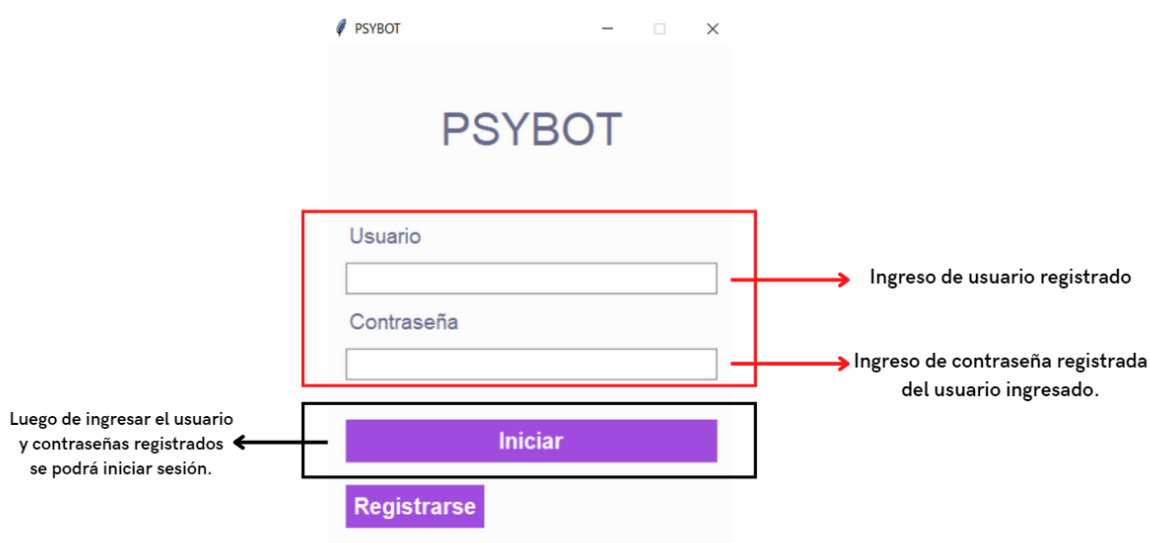 PSYBOT
PSYBOT
Usuario
Ingreso de usuario registrado
Contraseña
Ingreso de contraseña registrada
del usuario ingresado.
Luego de ingresar el usuario
y contraseñas registrados
se podrá iniciar sesión.
Iniciar
Registrarse